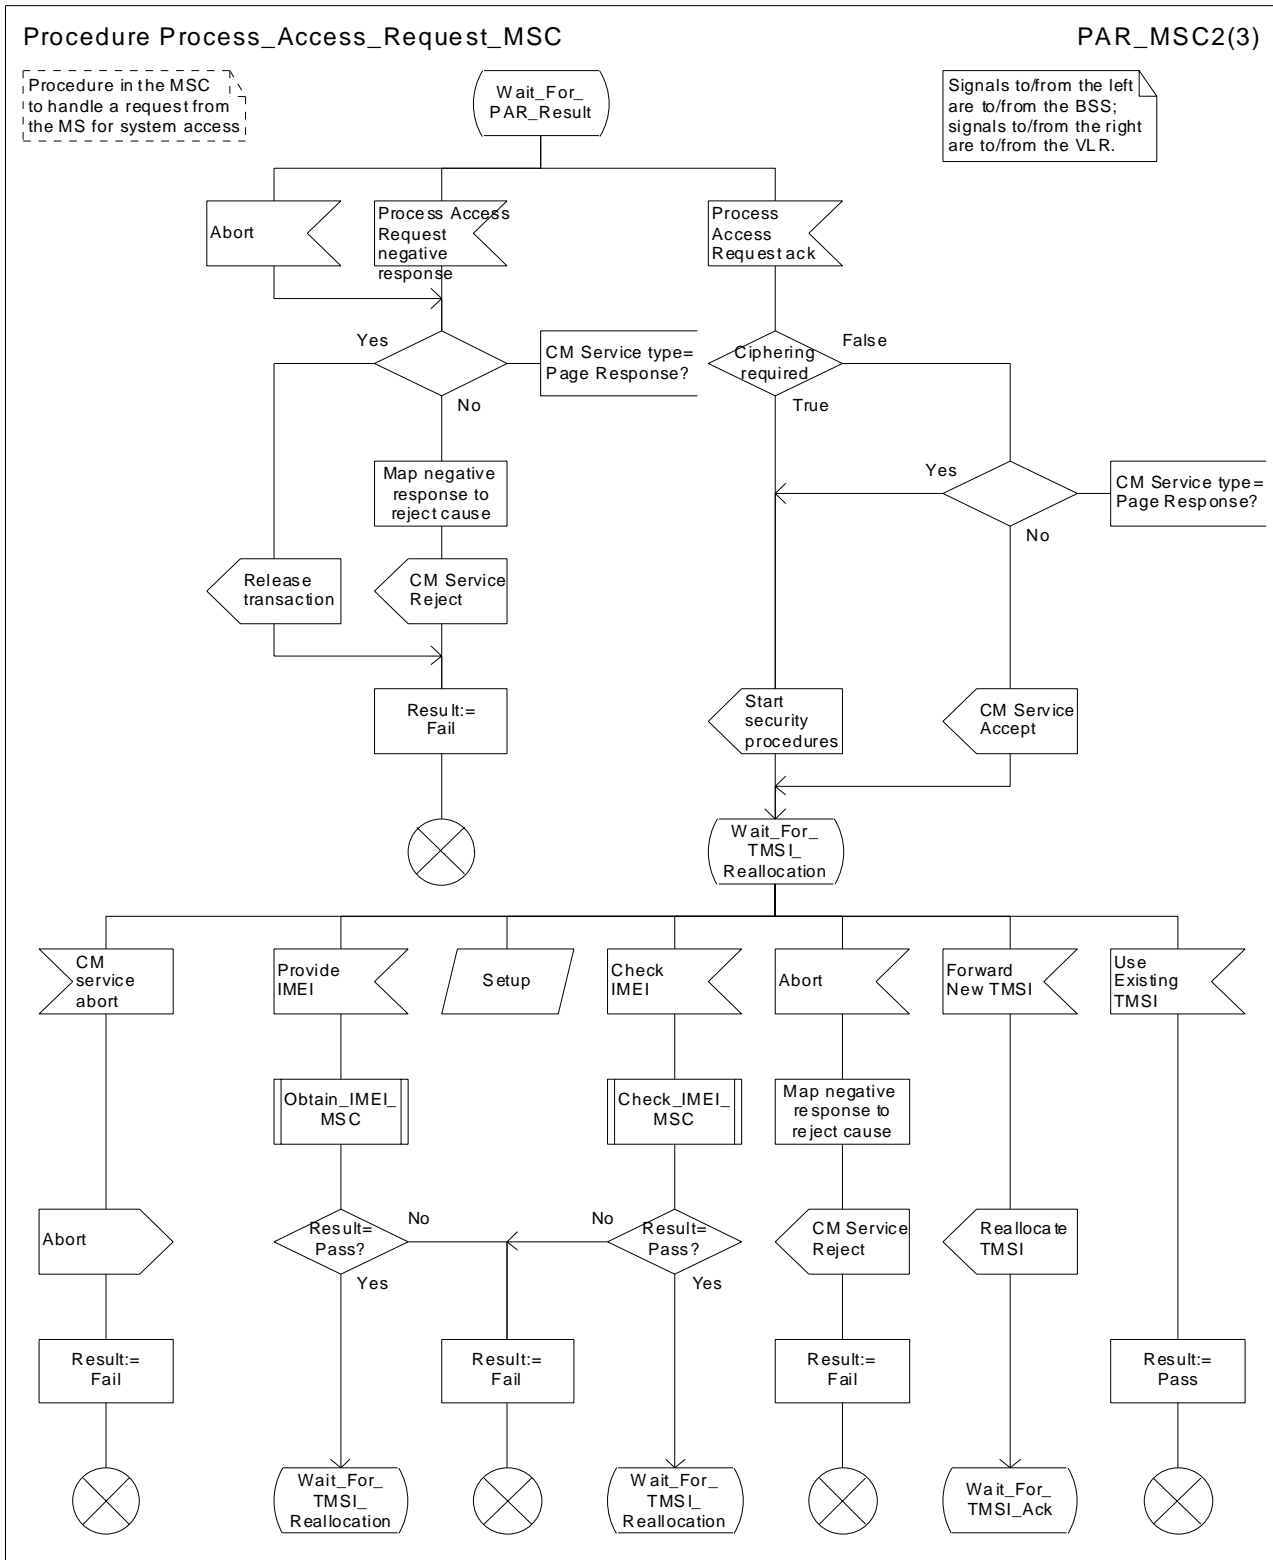 Procedure Process_Access_Request_MSC
PAR_MSC2(3)
Procedure in the MSC
to handle a request from
the MS for system access
Wait_For_
PAR_Result
Signals to/from the left
are to/from the BSS;
signals to/from the right
are to/from the VLR.
Abort
Process Access
Request
negative
response
Process
Access
Request ack
Yes
CM Service type=
Page Response?
No
Ciphering
required
False
True
Map negative
response to
reject cause
Yes
CM Service type=
Page Response?
No
Release
transaction
CM Service
Reject
Result:=
Fail
Start
security
procedures
CM Service
Accept
Wait_For_
TMSI_
Reallocation
CM
service
abort
Provide
IMEI
Setup
Check
IMEI
Abort
Forward
New TMSI
Use
Existing
TMSI
Obtain_IMEI_
MSC
Check_IMEI_
MSC
Map negative
response to
reject cause
Abort
Result=
Pass?
No
Yes
No
Result=
Pass?
Yes
CM Service
Reject
Reallocate
TMSI
Result:=
Fail
Result:=
Fail
Result:=
Fail
Result:=
Pass
Wait_For_
TMSI_
Reallocation
Wait_For_
TMSI_
Reallocation
Wait_For_
TMSI_Ack